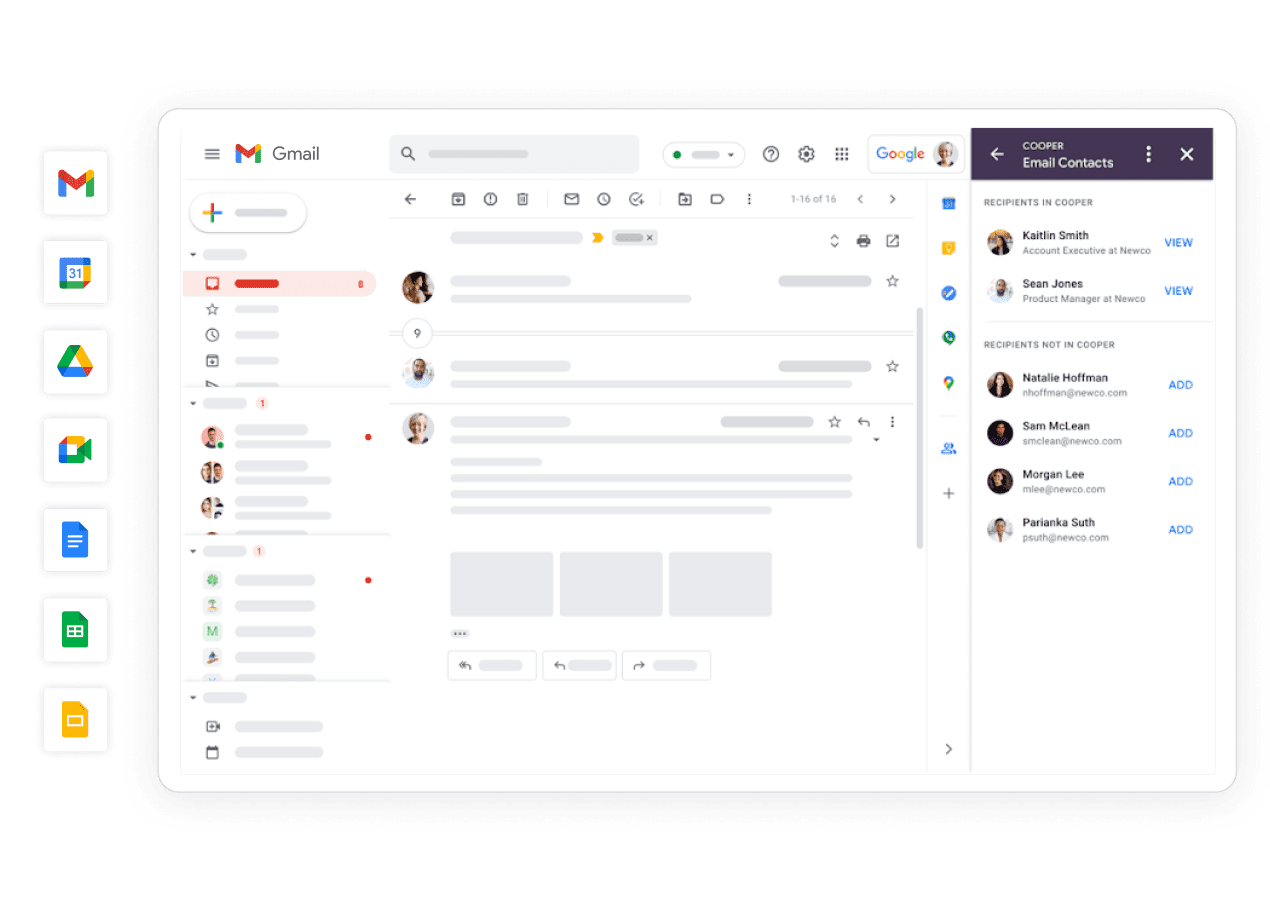 31
Gmail
Google
1-16 of 16
9
1
1
M
31
COOPER
Email Contacts
RECIPIENTS IN COOPER
Kaitlin Smith
Account Executive at Newco
VIEW
Sean Jones
Product Manager at Newco
VIEW
RECIPIENTS NOT IN COOPER
Natalie Hoffman
nhoffman@newco.com
ADD
Sam McLean
smclean@newco.com
ADD
Morgan Lee
mlee@newco.com
ADD
Parianka Suth
psuth@newco.com
ADD